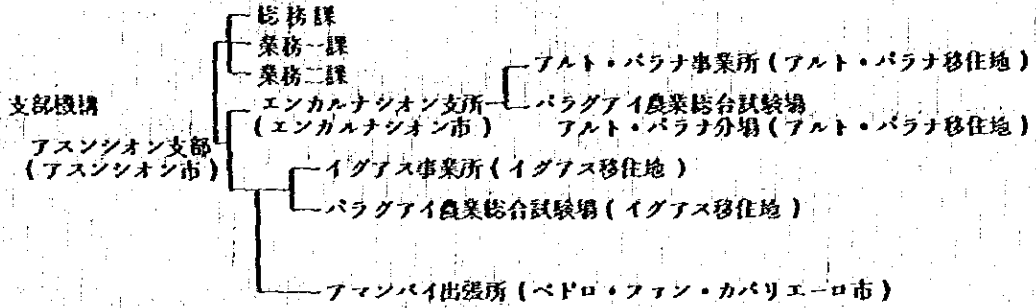 総務課
業務一課
業務二課
アルト・パラナ事業所(アルト・パラナ移住地)
支部機構
エンカルナシオン支所
(エンカルナシオン市)
パラグアイ農業総合試験場
アルト・パラナ分場(アルト・パラナ移住地)
アスンシオン支部
(アスンシオン市)
イグアス事業所(イグアス移住地)
パラグアイ農業総合試験場(イグアス移住地)
アマンバイ出張所(ペドロ・ファン・カバリエーロ市)